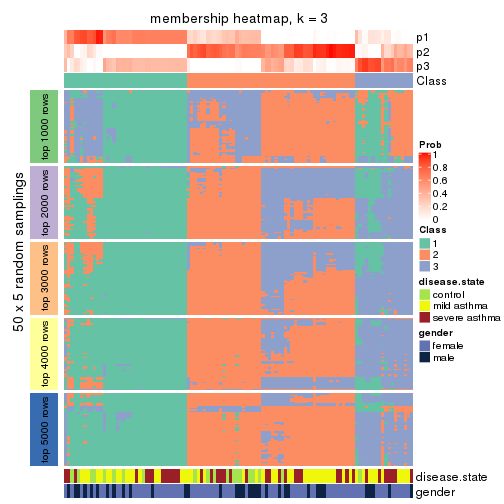 membership heatmap, k = 3
p1
p2
p3
Class
50 x 5 random samplings
top 1000 rows
top 2000 rows
top 3000 rows
top 4000 rows
top 5000 rows
Prob
1
0.8
0.6
0.4
0.2
0
Class
1
2
3
disease.state
control
mild asthma
severe asthma
gender
female
male
disease.state
gender